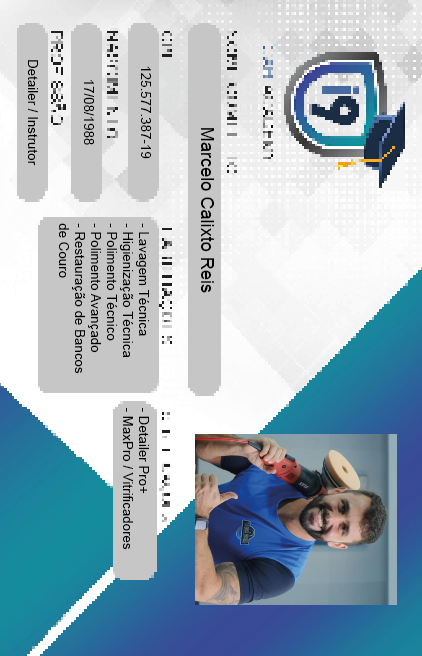 i9
Marcelo Calixto Reis
125.577.387-19
17/08/1988
Detailer / Instrutor
- Lavagem Técnica
- Higienização Técnica
- Polimento Técnico
- Polimento Avançado
- Restauração de Bancos
de Couro
- Detailer Pro+
- MaxPro / Vitrificadores